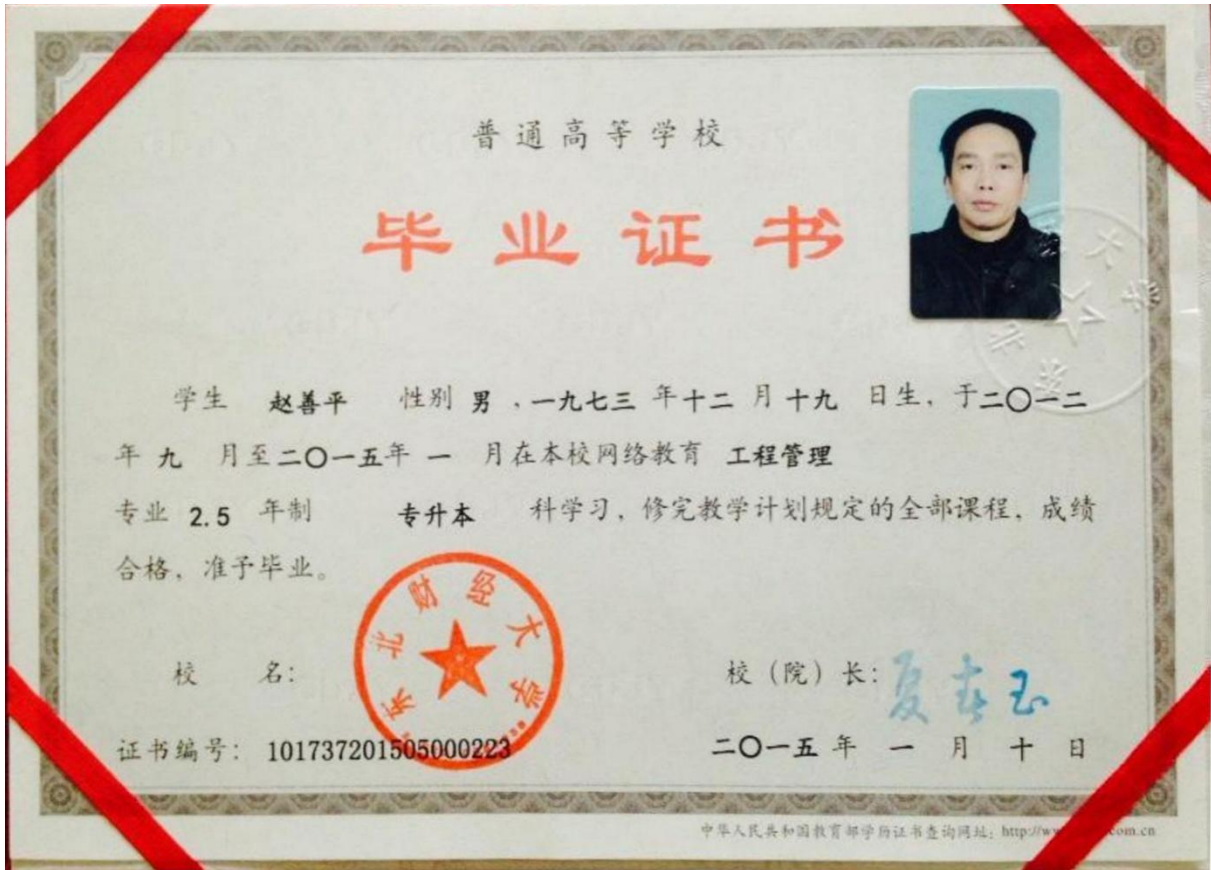 普通高等学校
毕业证书
学生 赵善平 性别 男 ,一九七三 年十二 月十九 日生, 于二〇一二
年 九 月至二〇一五年 一 月在本校网络教育 工程管理
专业 2.5 年制 专升本 科学习, 修完教学计划规定的全部课程, 成绩
合格, 准予毕业。
东北财经大学
校 名: 校(院)长: 夏春玉
证书编号: 101737201505000223 二〇一五 年 一 月 十 日
中华人民共和国教育部学历证书查询网址: http://w com.cn